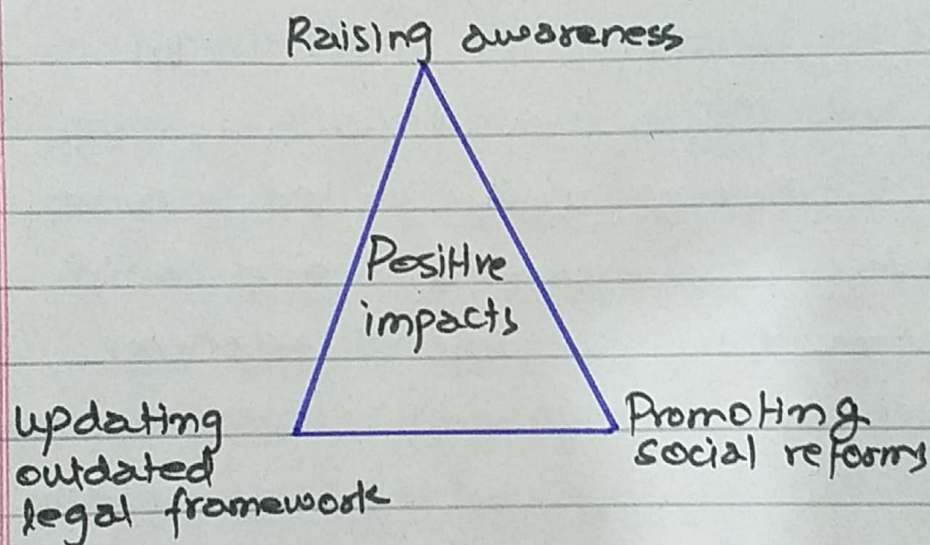 Raising awareness
Positive
impacts
updating
outdated
legal framework
Promoting
social reforms